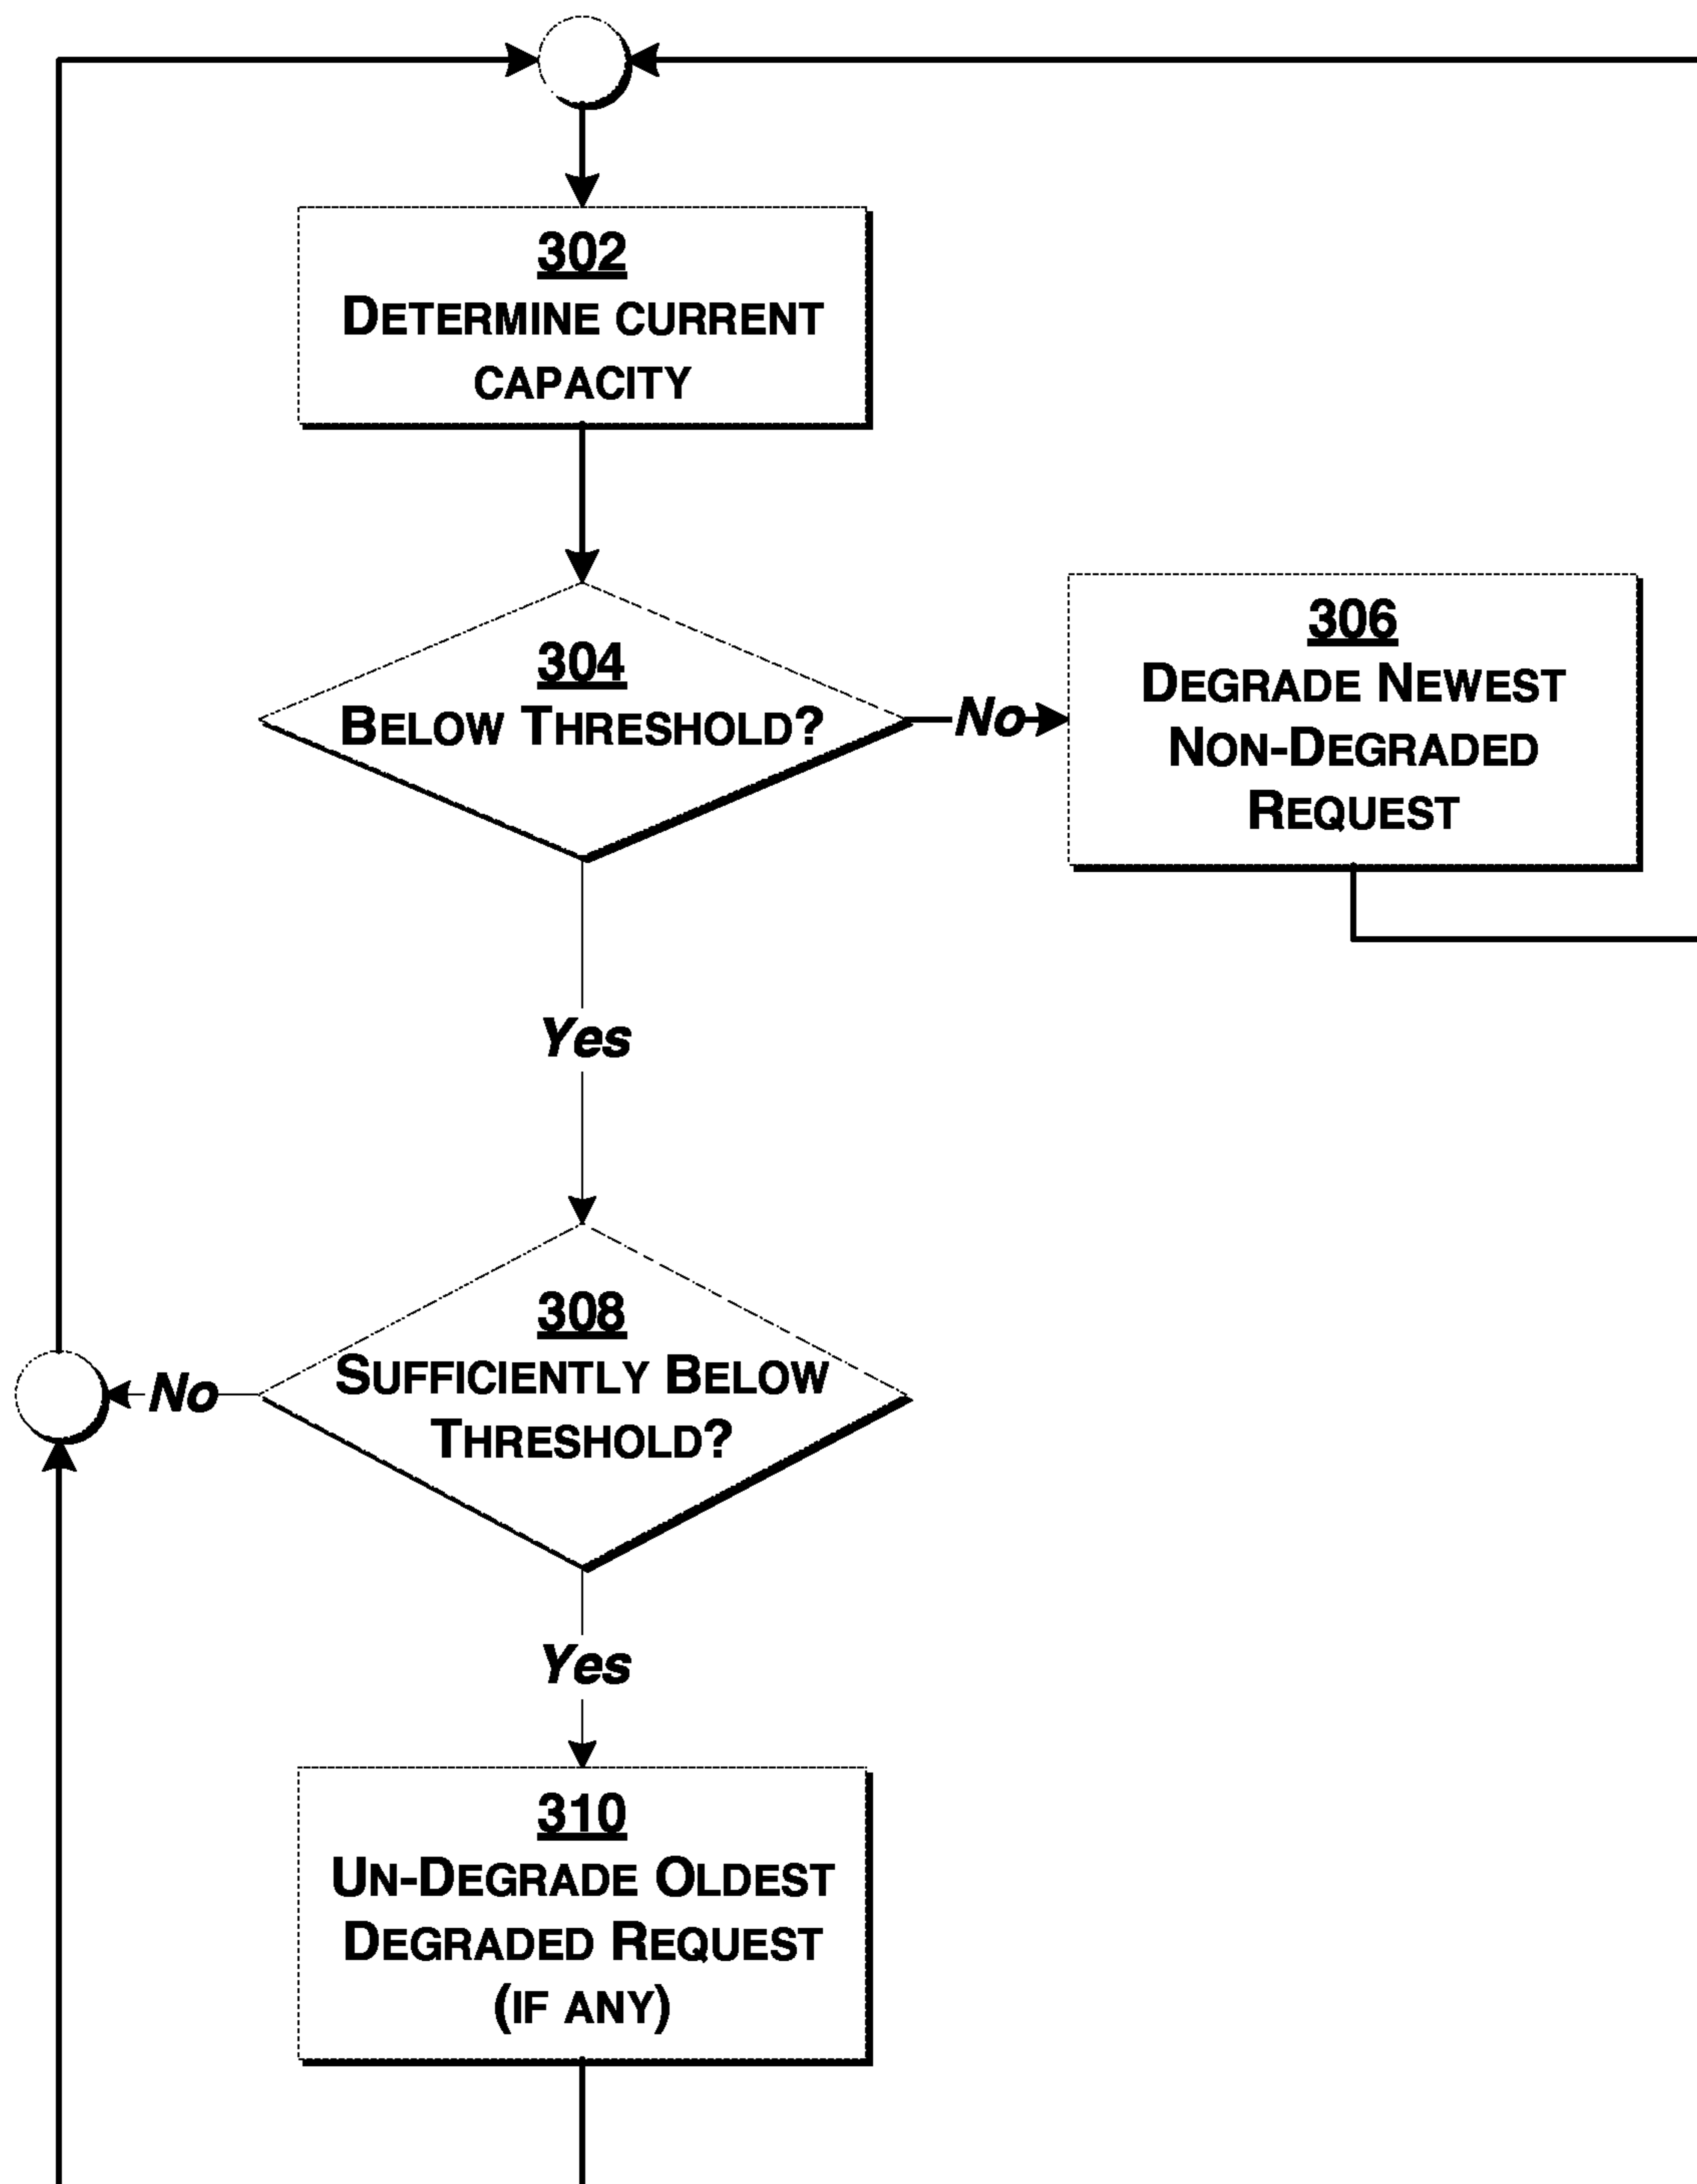 302
DETERMINE CURRENT
CAPACITY
304
BELOW THRESHOLD?
No
306
DEGRADE NEWEST
NON-DEGRADED
REQUEST
Yes
308
SUFFICIENTLY BELOW
THRESHOLD?
No
Yes
310
UN-DEGRADE OLDEST
DEGRADED REQUEST
(IF ANY)